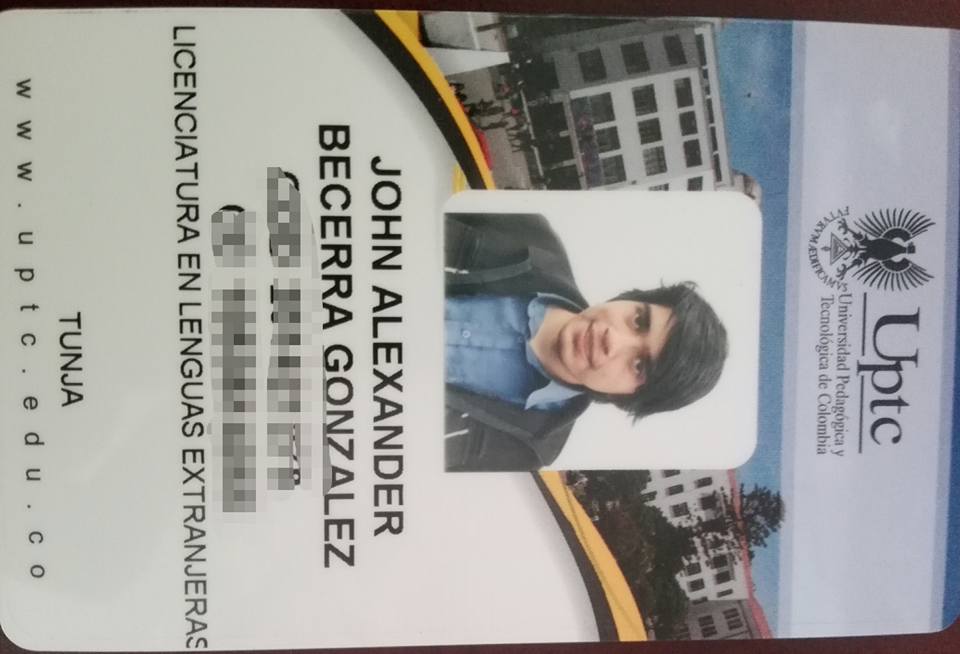 Uptc
Universidad Pedagógica y
Tecnológica de Colombia
JOHN ALEXANDER
BECERRA GONZALEZ
LICENCIATURA EN LENGUAS EXTRANJERAS
TUNJA
www.uptc.edu.co